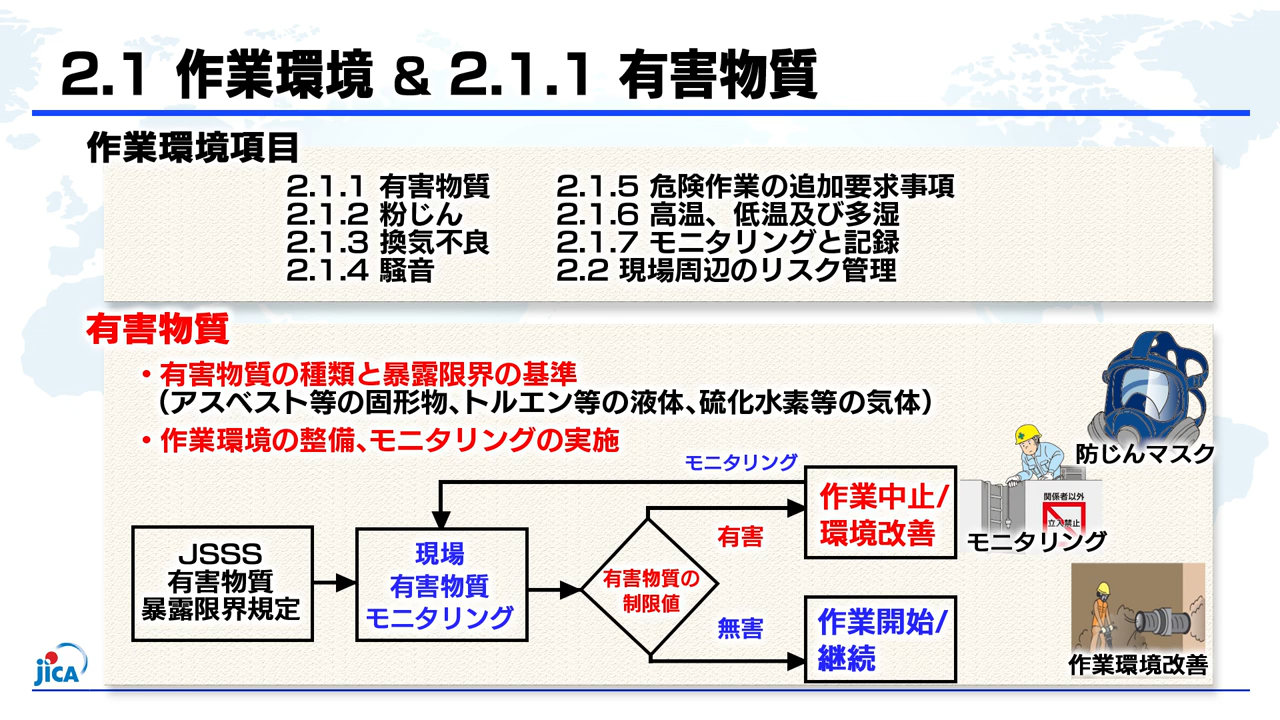 2.1 作業環境 & 2.1.1 有害物質
作業環境項目
2.1.1 有害物質
2.1.2 粉じん
2.1.3 換気不良
2.1.4 騒音
2.1.5 危険作業の追加要求事項
2.1.6 高温、低温及び多湿
2.1.7 モニタリングと記録
2.2 現場周辺のリスク管理
有害物質
・有害物質の種類と暴露限界の基準
（アスベスト等の固形物、トルエン等の液体、硫化水素等の気体）
・作業環境の整備、モニタリングの実施
防じんマスク
関係者以外
立入禁止
モニタリング
作業環境改善
モニタリング
JSSS
有害物質
暴露限界規定
現場
有害物質
モニタリング
有害物質の
制限値
有害
無害
作業中止/
環境改善
作業開始/
継続
jiCA